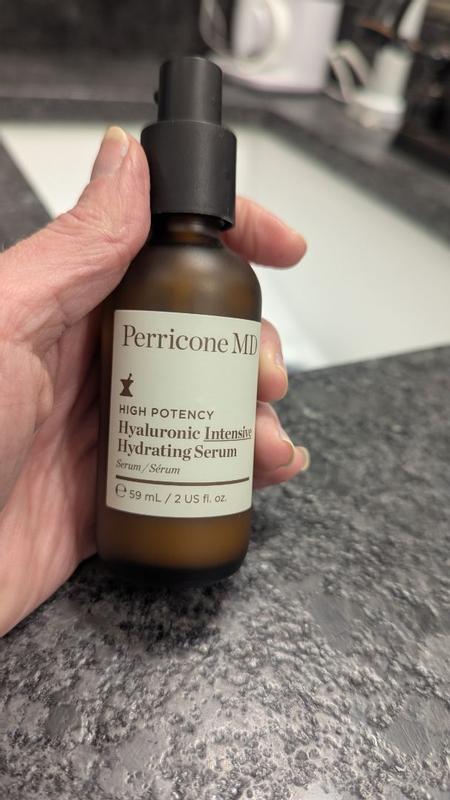 Perricone MD
HIGH POTENCY
Hyaluronic Intensive
Hydrating Serum
Serum / Sérum
℮ 59 mL / 2 US fl. oz.